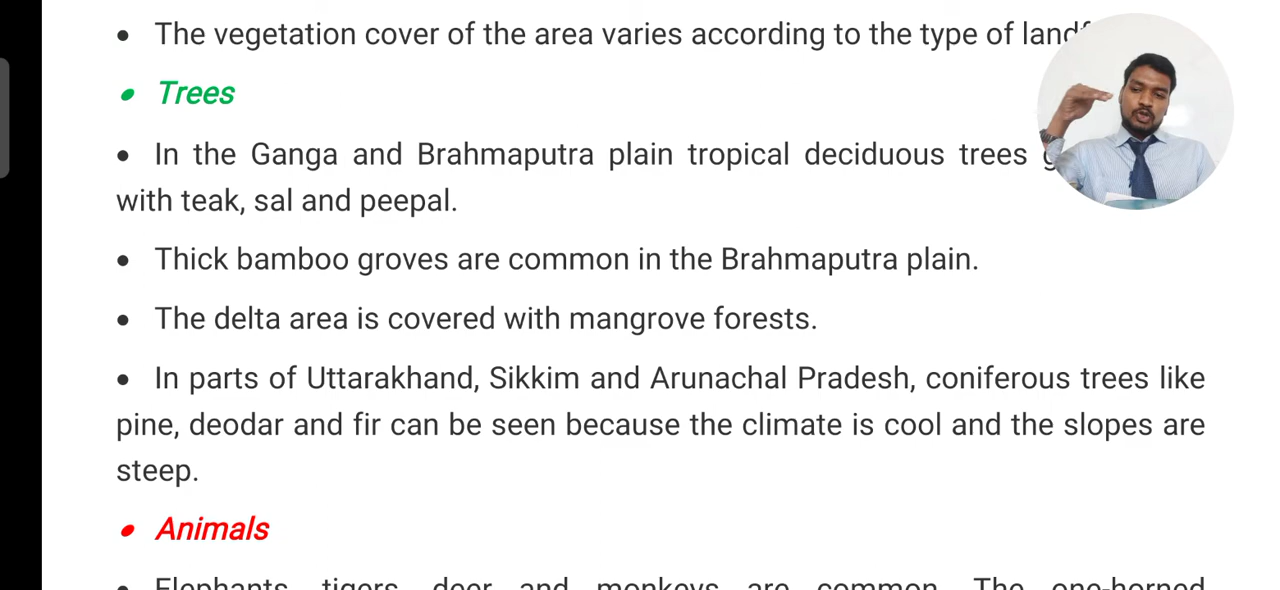 • The vegetation cover of the area varies according to the type of
• Trees
• In the Ganga and Brahmaputra plain tropical deciduous trees
with teak, sal and peepal.
• Thick bamboo groves are common in the Brahmaputra plain.
• The delta area is covered with mangrove forests.
• In parts of Uttarakhand, Sikkim and Arunachal Pradesh, coniferous trees like
pine, deodar and fir can be seen because the climate is cool and the slopes are
steep.
• Animals
• Elephants, tigers, deer and monkeys are common. The one-horned